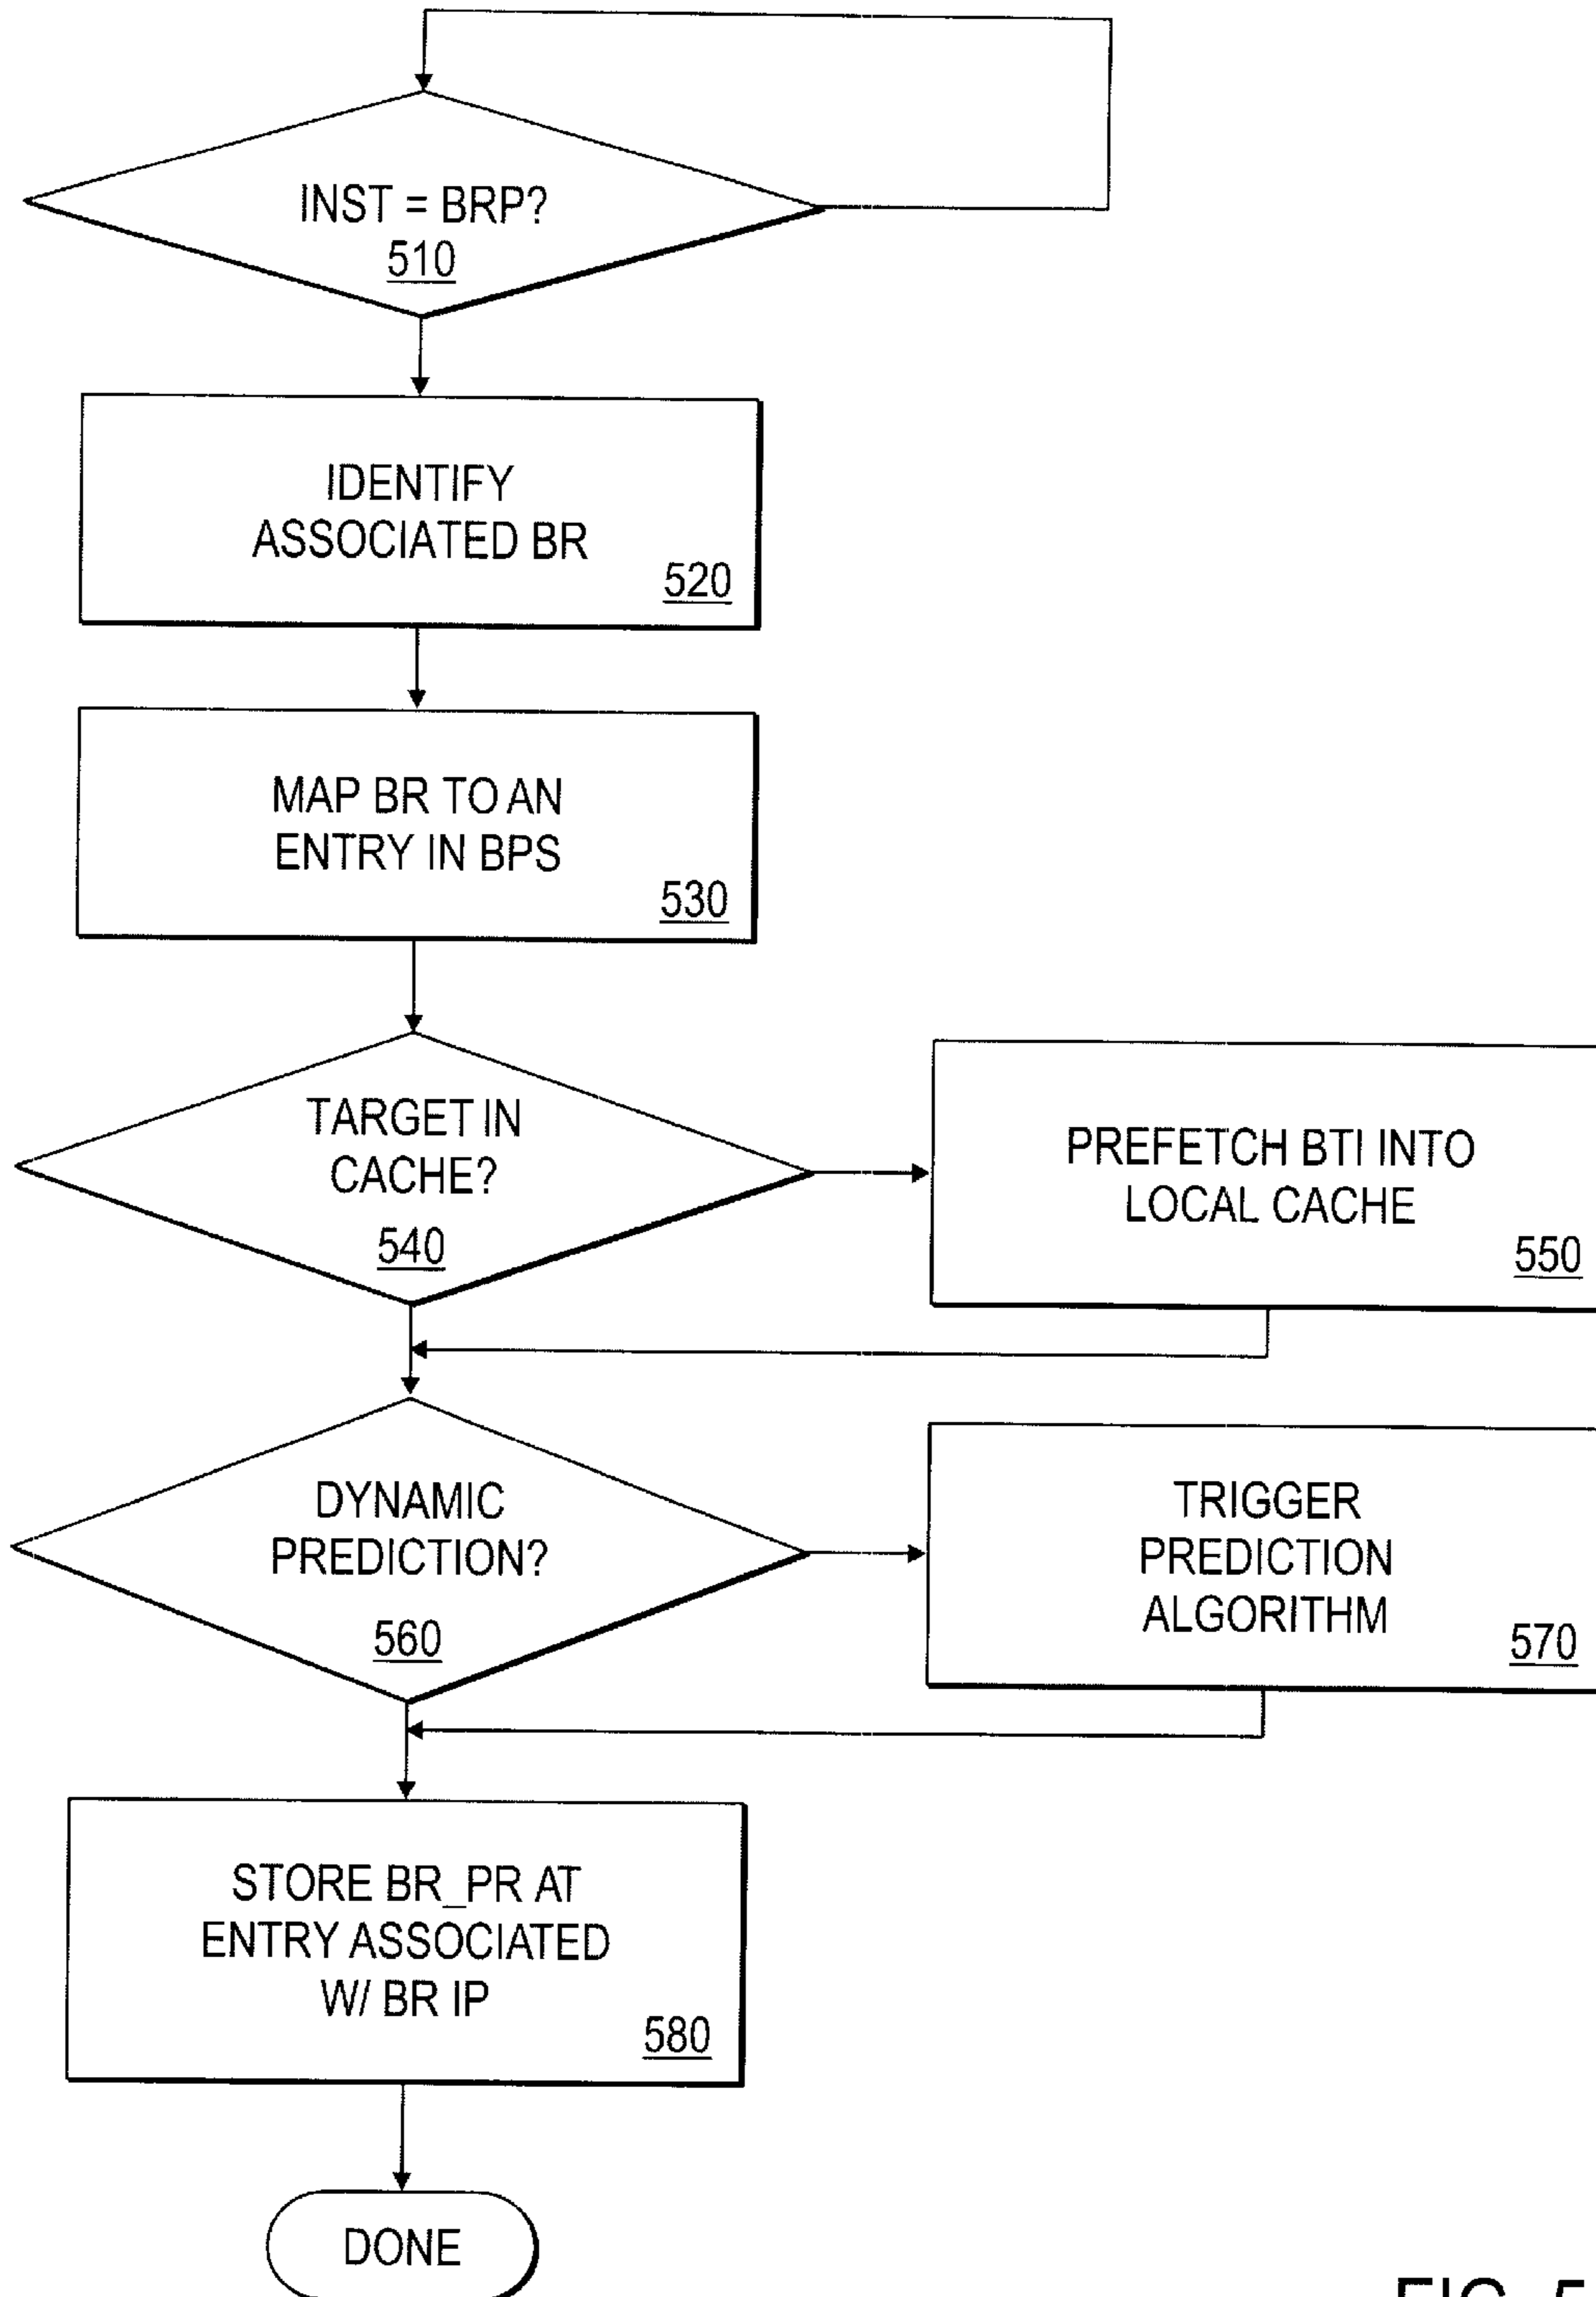 INST = BRP?
510
IDENTIFY
ASSOCIATED BR
520
MAP BR TO AN
ENTRY IN BPS
530
TARGET IN
CACHE?
540
PREFETCH BTI INTO
LOCAL CACHE
550
DYNAMIC
PREDICTION?
560
TRIGGER
PREDICTION
ALGORITHM
570
STORE BR_PR AT
ENTRY ASSOCIATED
W/ BR IP
580
DONE
FIG. 5